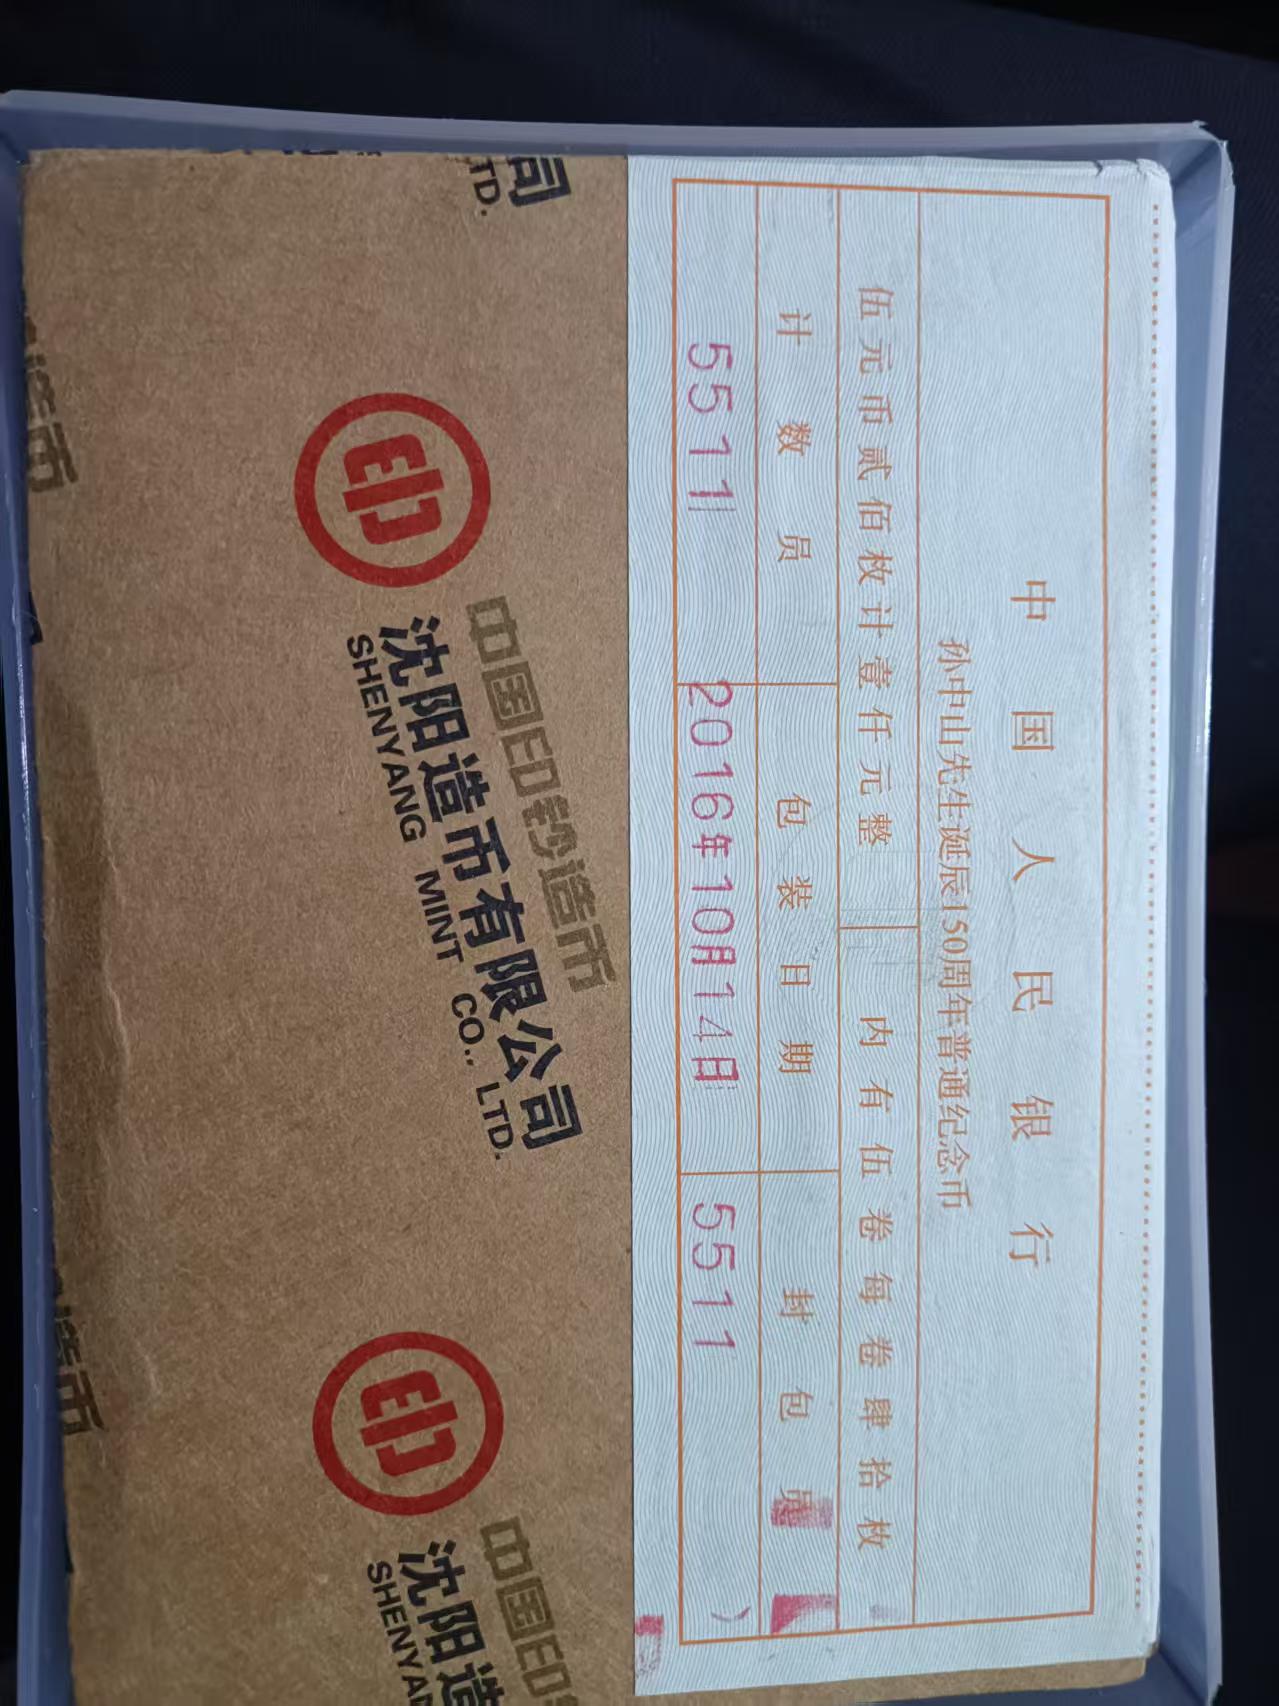 中国人民银行
孙中山先生诞辰150周年普通纪念币
伍元币贰佰枚计壹仟元整 内有伍卷每卷肆拾枚
计数员 包装日期 封包员
5511 2016年10月14日 5511
司
TD.
中国印钞造币
沈阳造币有限公司
SHENYANG MINT CO., LTD.
中国印
沈阳造
SHENYA
造币
造币